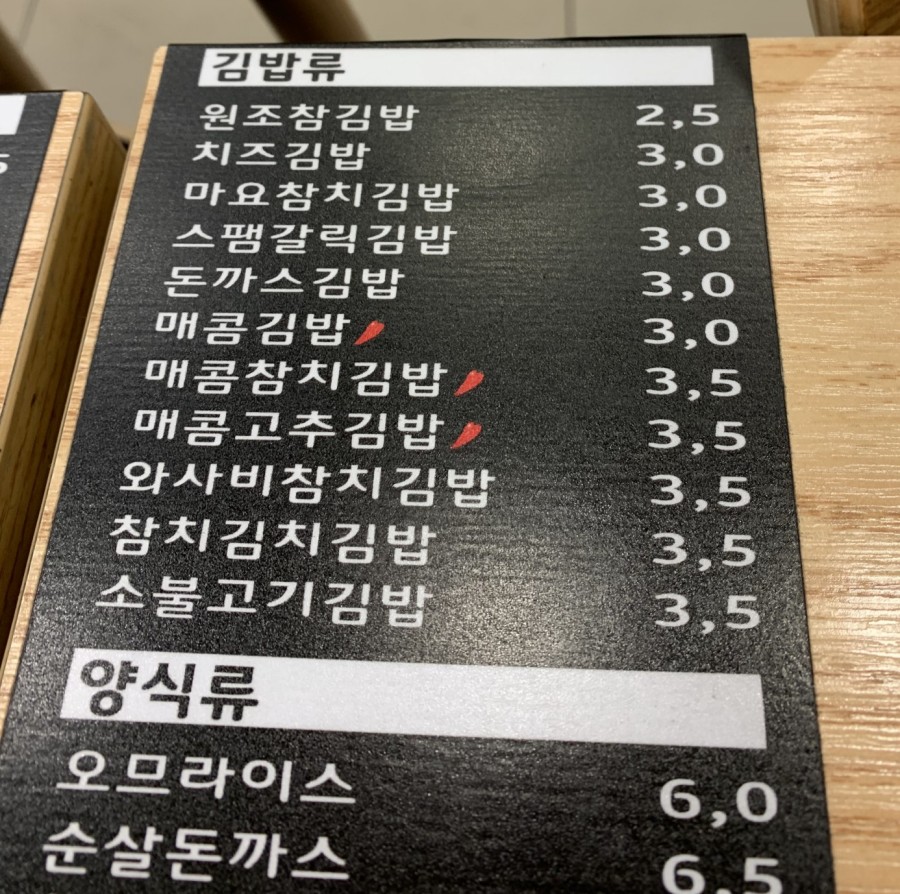 김밥류
원조참김밥 2,5
치즈김밥 3,0
마요참치김밥 3,0
스팸갈릭김밥 3,0
돈까스김밥 3,0
매콤김밥 3,0
매콤참치김밥 3,5
매콤고추김밥 3,5
와사비참치김밥 3,5
참치김치김밥 3,5
소불고기김밥 3,5
양식류
오므라이스 6,0
순살돈까스 6,5